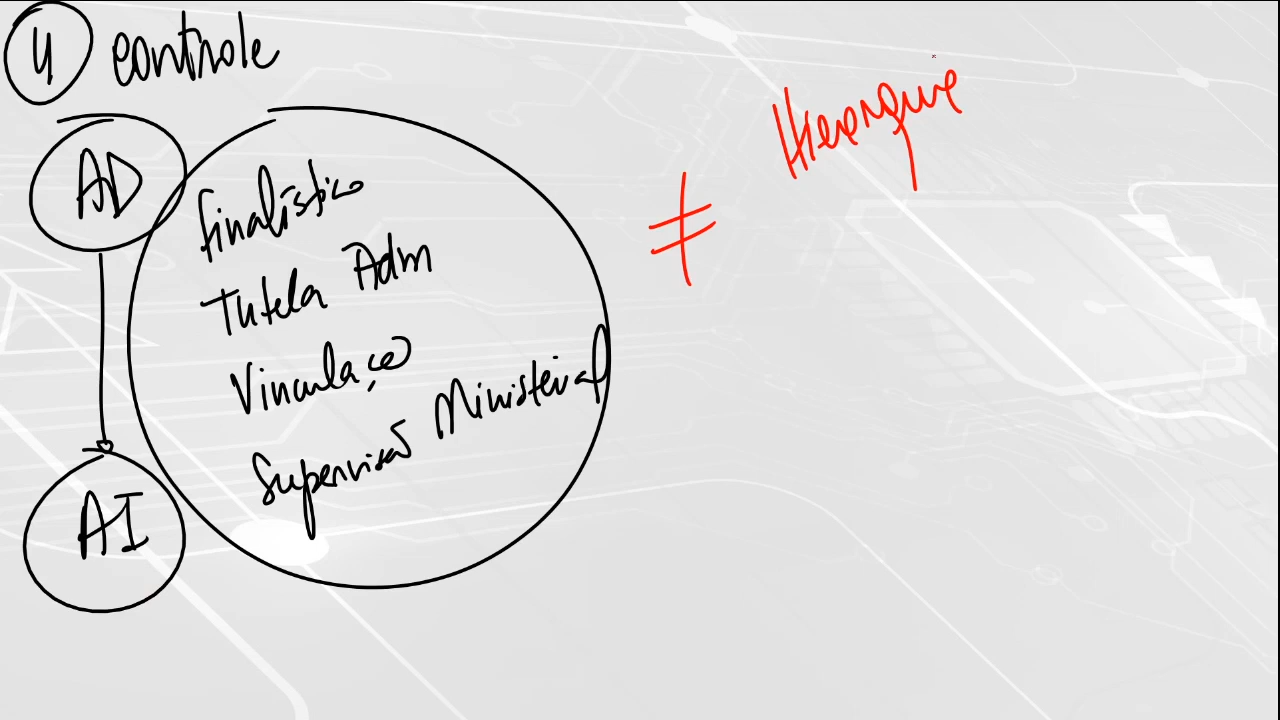 4 controle
AD
finalístico
Tutela Adm
Vinculação
Supervisão Ministerial
AI
≠
Hierarquia